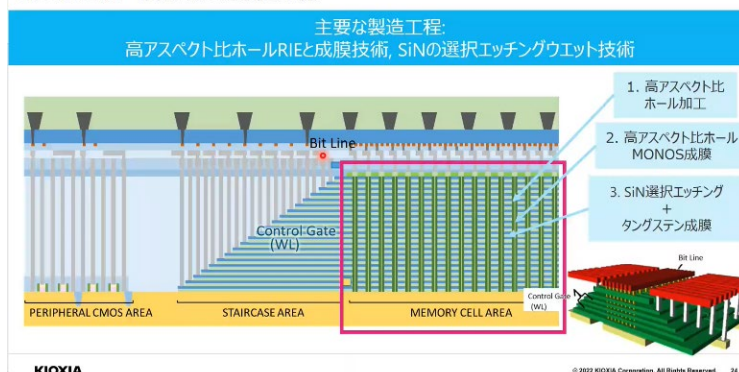 主要な製造工程:
高アスペクト比ホールRIEと成膜技術, SiNの選択エッチングウエット技術
1. 高アスペクト比
ホール加工
2. 高アスペクト比ホール
MONOS成膜
3. SiN選択エッチング
+
タングステン成膜
Bit Line
Control Gate
(WL)
PERIPHERAL CMOS AREA
STAIRCASE AREA
MEMORY CELL AREA
Bit Line
Control Gate
(WL)
KIOXIA
© 2022 KIOXIA Corporation. All Rights Reserved. 24